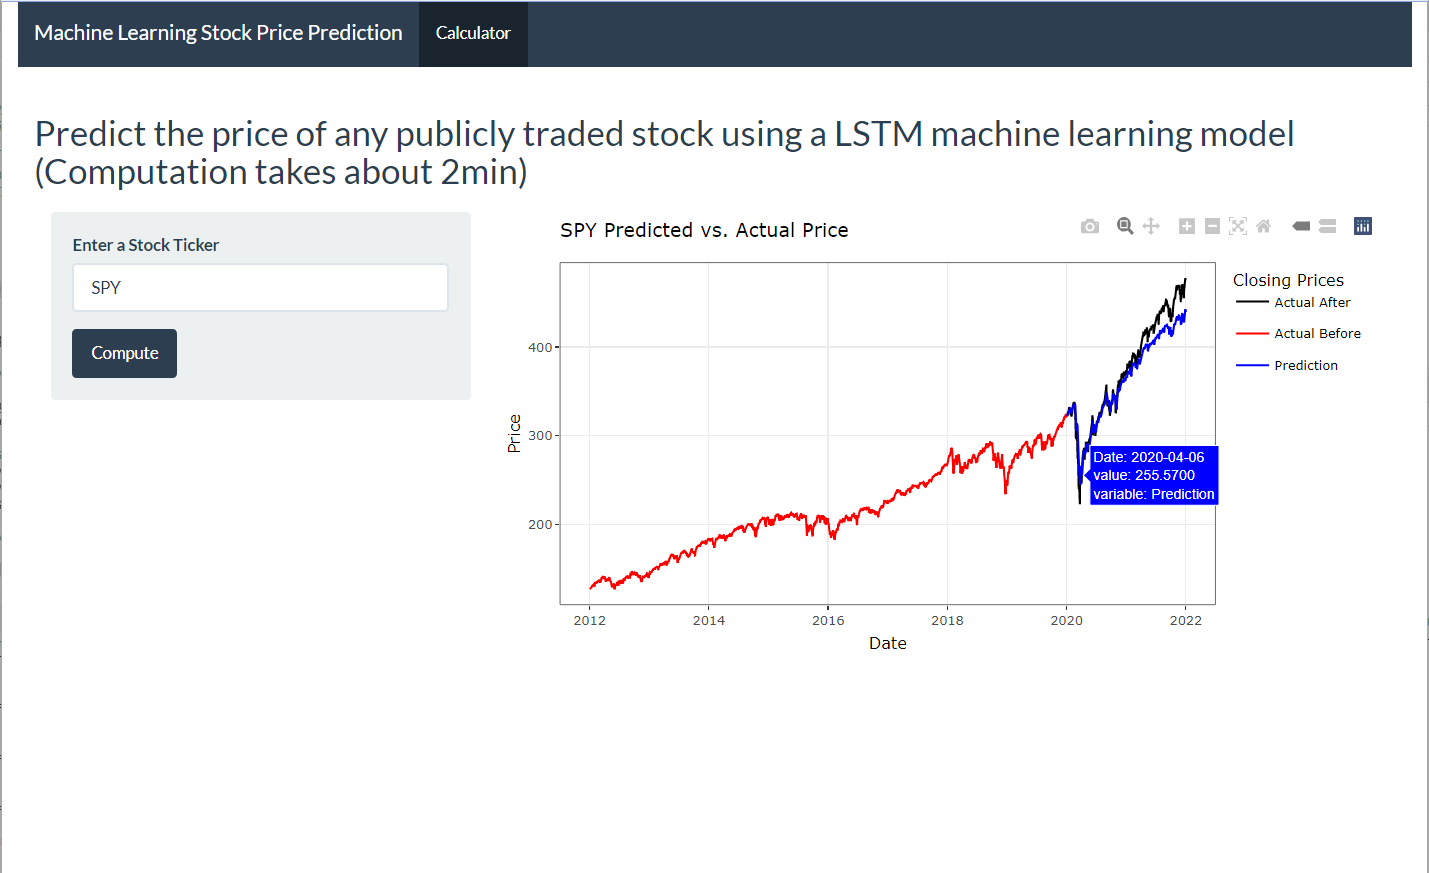 Machine Learning Stock Price Prediction
Calculator
Predict the price of any publicly traded stock using a LSTM machine learning model
(Computation takes about 2min)
Enter a Stock Ticker
SPY
Compute
SPY Predicted vs. Actual Price
Closing Prices
Actual After
Actual Before
Prediction
400
300
200
Price
Date: 2020-04-06
value: 255.5700
variable: Prediction
2012 2014 2016 2018 2020 2022
Date